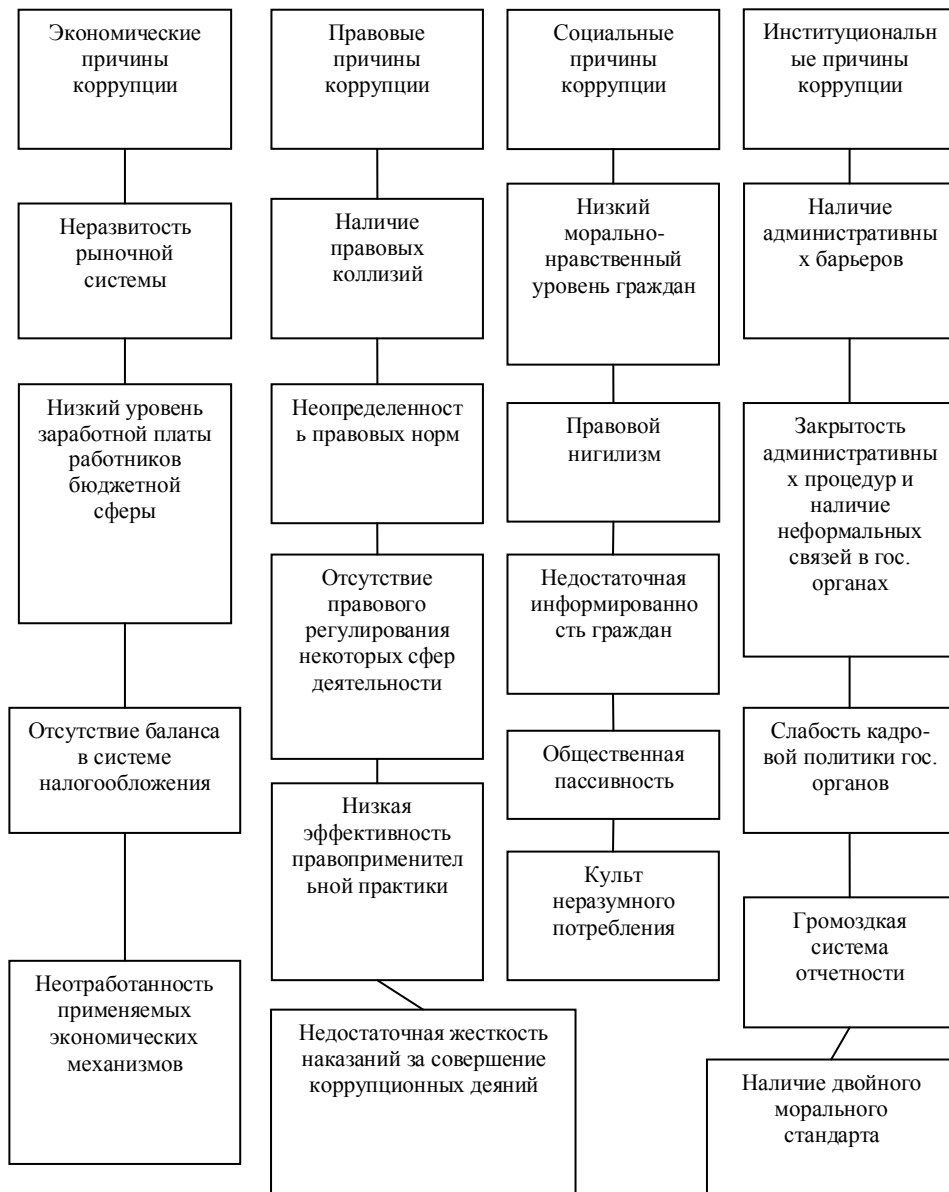 Экономические
причины
коррупции
Неразвитость
рыночной
системы
Низкий уровень
заработной платы
работников
бюджетной
сферы
Отсутствие баланса
в системе
налогообложения
Неотработанность
применяемых
экономических
механизмов
Правовые
причины
коррупции
Наличие
правовых
коллизий
Неопределенност
ь правовых норм
Отсутствие
правового
регулирования
некоторых сфер
деятельности
Низкая
эффективность
правоприменител
ьной практики
Недостаточная жесткость
наказаний за совершение
коррупционных деяний
Социальные
причины
коррупции
Низкий
морально-
нравственный
уровень граждан
Правовой
нигилизм
Недостаточная
информированно
сть граждан
Общественная
пассивность
Культ
неразумного
потребления
Институциональн
ые причины
коррупции
Наличие
административны
х барьеров
Закрытость
административны
х процедур и
наличие
неформальных
связей в гос.
органах
Слабость кадро-
вой политики гос.
органов
Громоздкая
система
отчетности
Наличие двойного
морального
стандарта